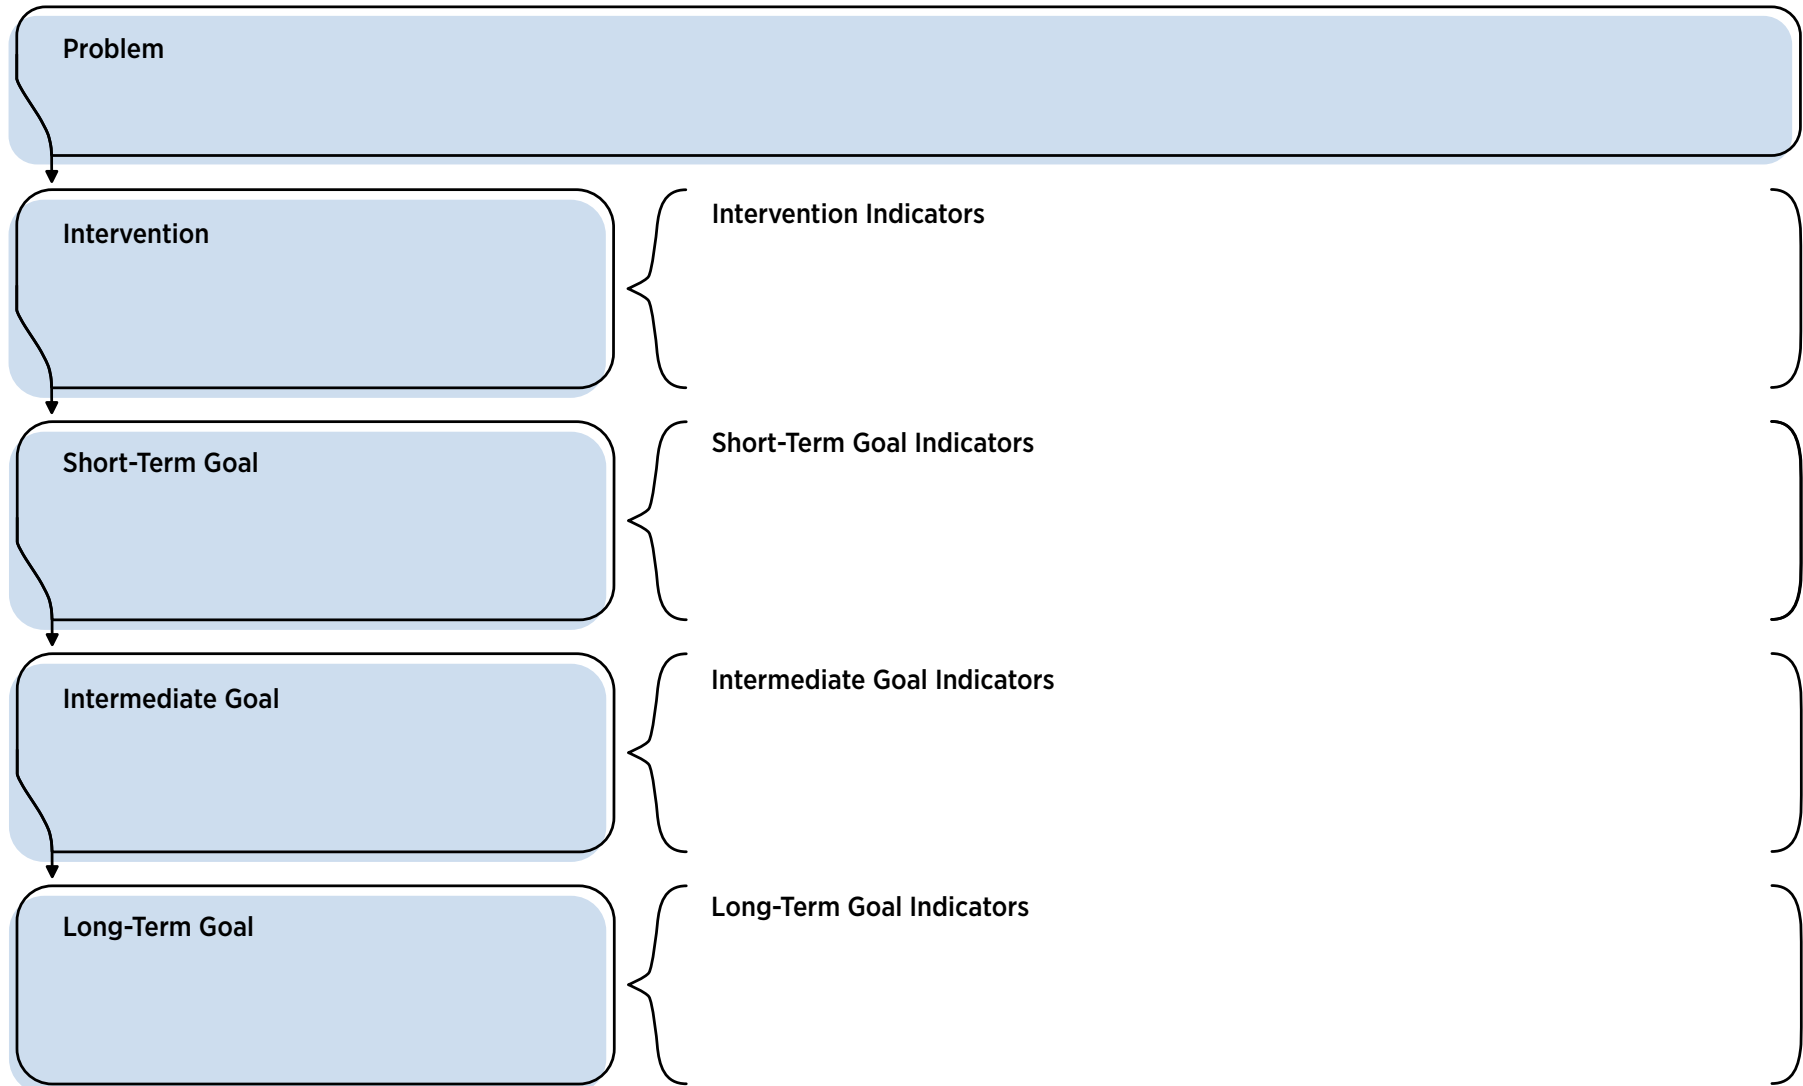 Problem
Intervention
Intervention Indicators
Short-Term Goal
Short-Term Goal Indicators
Intermediate Goal
Intermediate Goal Indicators
Long-Term Goal
Long-Term Goal Indicators